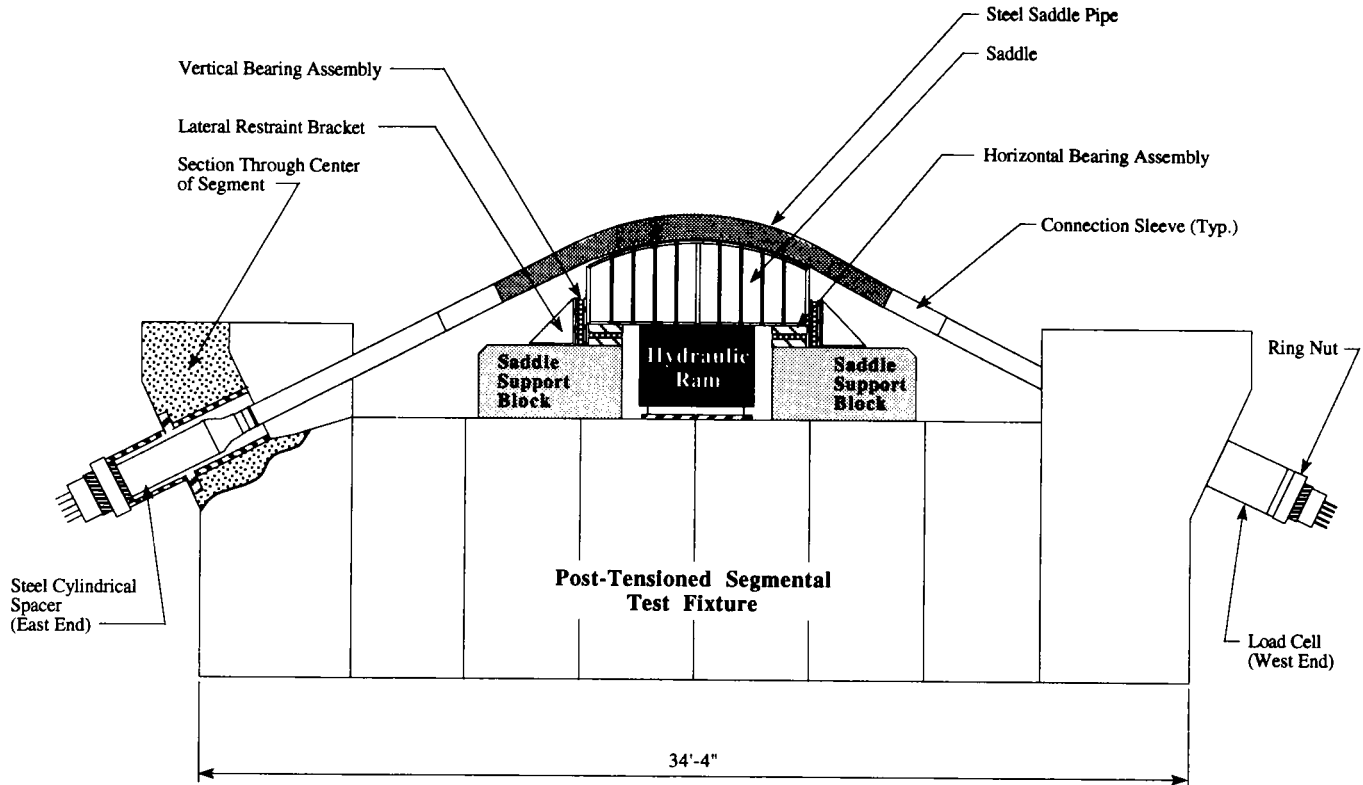 Steel Saddle Pipe
Saddle
Vertical Bearing Assembly
Lateral Restraint Bracket
Section Through Center
of Segment
Horizontal Bearing Assembly
Connection Sleeve (Typ.)
Ring Nut
Hydraulic
Ram
Saddle
Support
Block
Saddle
Support
Block
Post-Tensioned Segmental
Test Fixture
Steel Cylindrical
Spacer
(East End)
Load Cell
(West End)
34'-4"